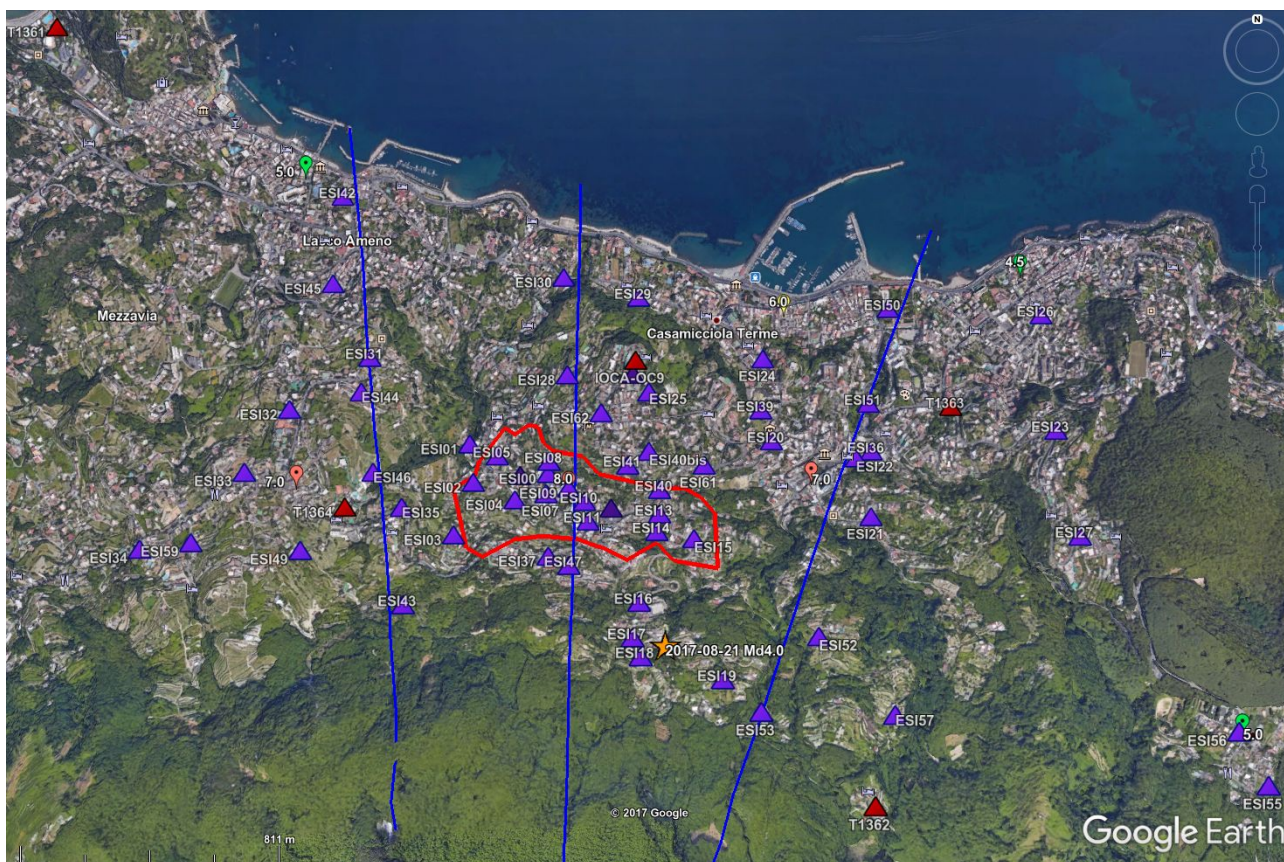 N
T1361
5.0
ESI42
Lacco Ameno
4.5
ESI45
ESI30
ESI29
6.0
ESI50
ESI26
Mezzavia
Casamicciola Terme
ESI31
ESI24
ESI28
IOCA-OC9
ESI44
ESI25
ESI32
ESI62
ESI39
ESI51
T1363
ESI23
ESI01
ESI05
ESI08
ESI40bis
ESI20
ESI36
ESI22
ESI33
7.0
ESI46
ESI02
ESI00
8.0
ESI41
ESI61
7.0
ESI04
ESI09
ESI10
ESI40
T1364
ESI35
ESI07
ESI11
ESI13
ESI21
ESI03
ESI14
ESI15
ESI27
ESI34
ESI59
ESI49
ESI37
ESI47
ESI43
ESI16
ESI17
2017-08-21 Md4.0
ESI52
ESI18
ESI19
ESI53
ESI57
ESI56
5.0
ESI55
© 2017 Google
T1362
811 m
Google Earth